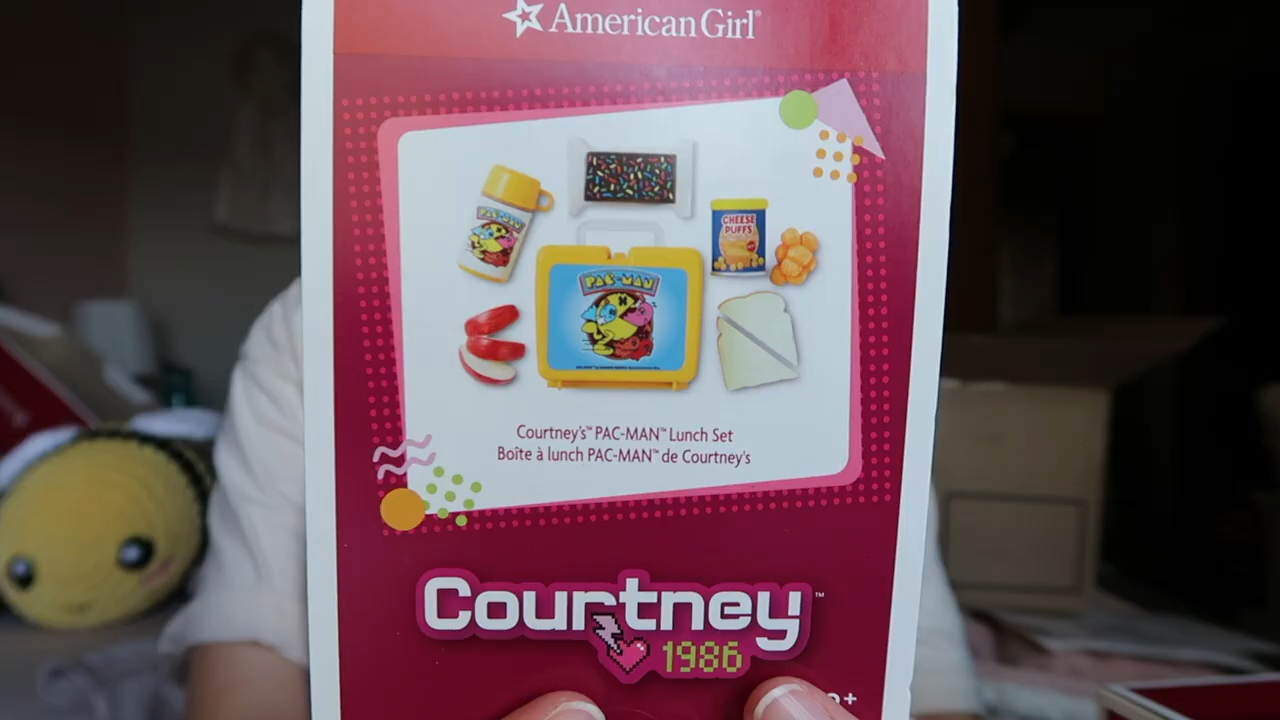 American Girl®
PAC-MAN
CHEESE
PUFFS
PAC-MAN
Courtney's™ PAC-MAN™ Lunch Set
Boîte à lunch PAC-MAN™ de Courtney's
Courtney™
1986